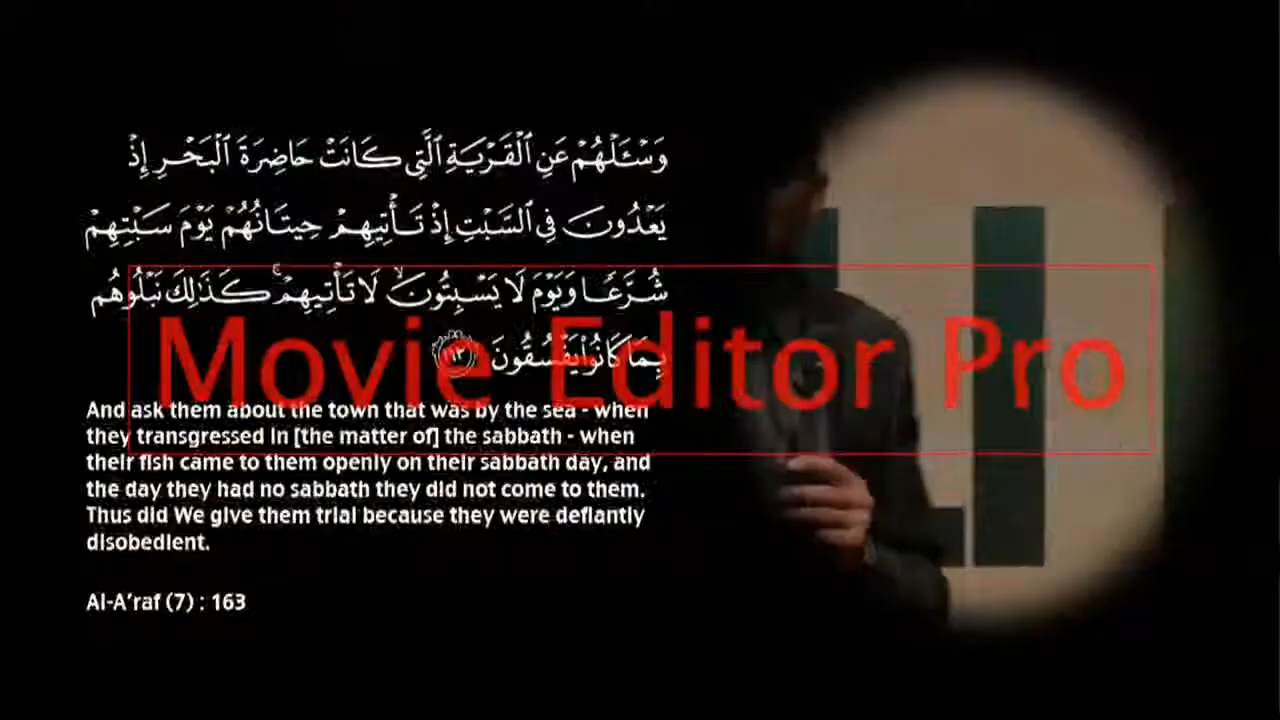 وَسْـَٔلْهُمْ عَنِ ٱلْقَرْيَةِ ٱلَّتِى كَانَتْ حَاضِرَةَ ٱلْبَحْرِ إِذْ
يَعْدُونَ فِى ٱلسَّبْتِ إِذْ تَأْتِيهِمْ حِيتَانُهُمْ يَوْمَ سَبْتِهِمْ
شُرَّعًا وَيَوْمَ لَا يَسْبِتُونَ ۙ لَا تَأْتِيهِمْ ۚ كَذَٰلِكَ نَبْلُوهُم
بِمَا كَانُوا۟ يَفْسُقُونَ ١٦٣
Movie Editor Pro
And ask them about the town that was by the sea - when
they transgressed in [the matter of] the sabbath - when
their fish came to them openly on their sabbath day, and
the day they had no sabbath they did not come to them.
Thus did We give them trial because they were defiantly
disobedient.
Al-A'raf (7) : 163